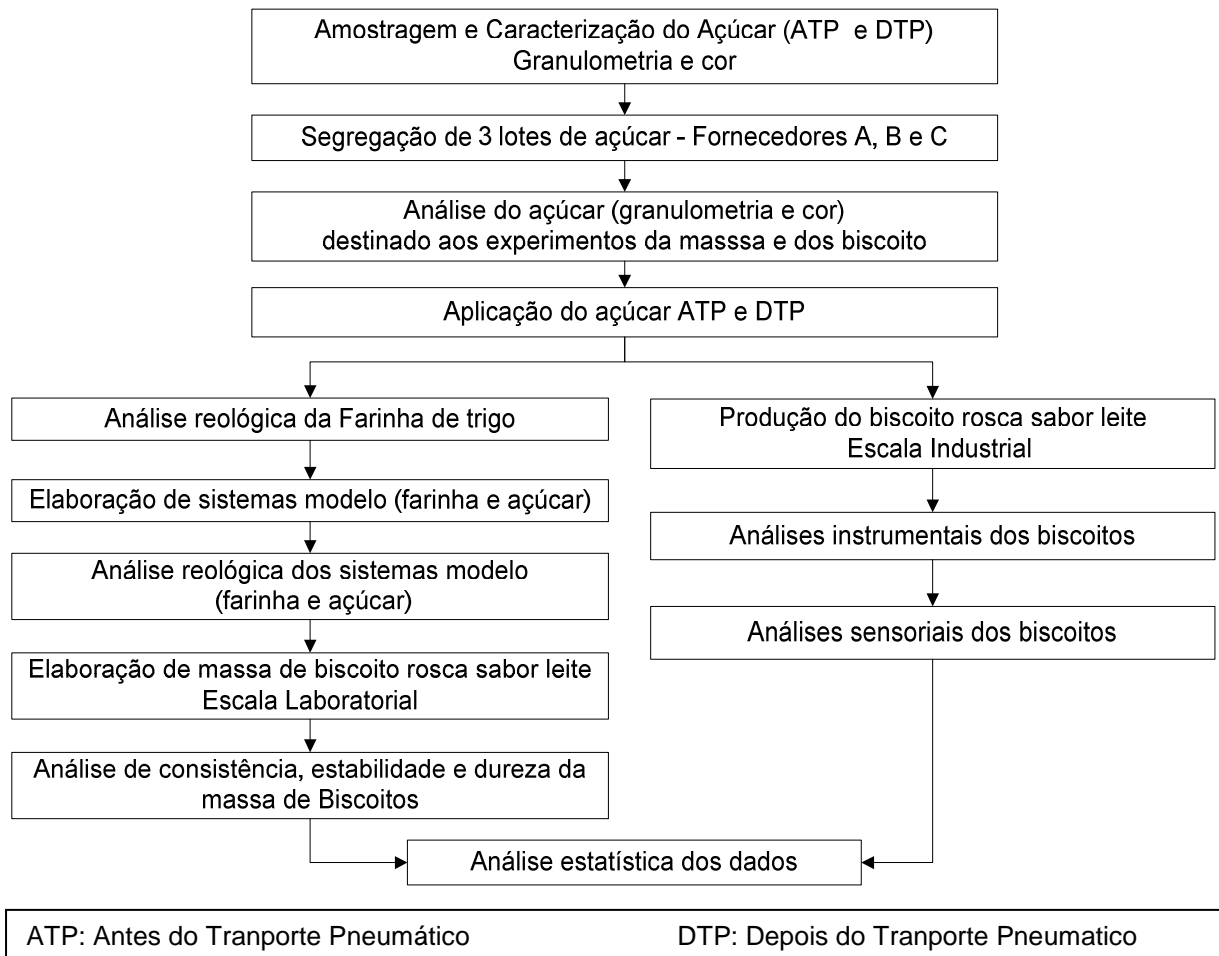 Amostragem e Caracterização do Açúcar (ATP e DTP)
Granulometria e cor
Segregação de 3 lotes de açúcar - Fornecedores A, B e C
Análise do açúcar (granulometria e cor)
destinado aos experimentos da masssa e dos biscoito
Aplicação do açúcar ATP e DTP
Análise reológica da Farinha de trigo
Elaboração de sistemas modelo (farinha e açúcar)
Análise reológica dos sistemas modelo
(farinha e açúcar)
Elaboração de massa de biscoito rosca sabor leite
Escala Laboratorial
Análise de consistência, estabilidade e dureza da
massa de Biscoitos
Produção do biscoito rosca sabor leite
Escala Industrial
Análises instrumentais dos biscoitos
Análises sensoriais dos biscoitos
Análise estatística dos dados
ATP: Antes do Tranporte Pneumático DTP: Depois do Tranporte Pneumatico